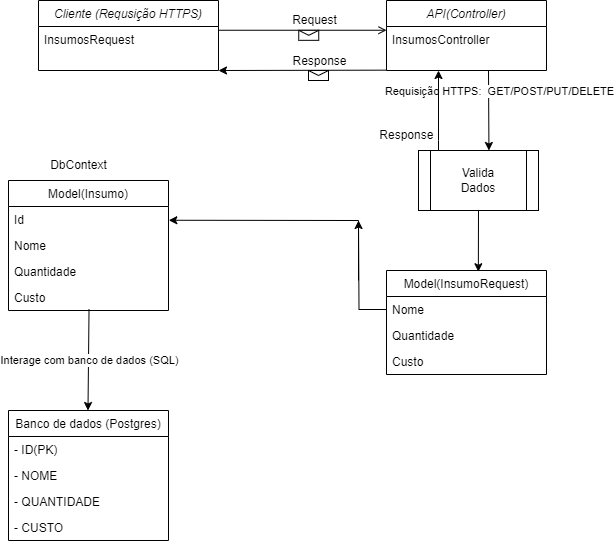 Cliente (Requsição HTTPS)
InsumosRequest
Request
Response
API(Controller)
InsumosController
Requisição HTTPS:  GET/POST/PUT/DELETE
Response
Valida
Dados
DbContext
Model(Insumo)
Id
Nome
Quantidade
Custo
Model(InsumoRequest)
Nome
Quantidade
Custo
Interage com banco de dados (SQL)
Banco de dados (Postgres)
- ID(PK)
- NOME
- QUANTIDADE
- CUSTO